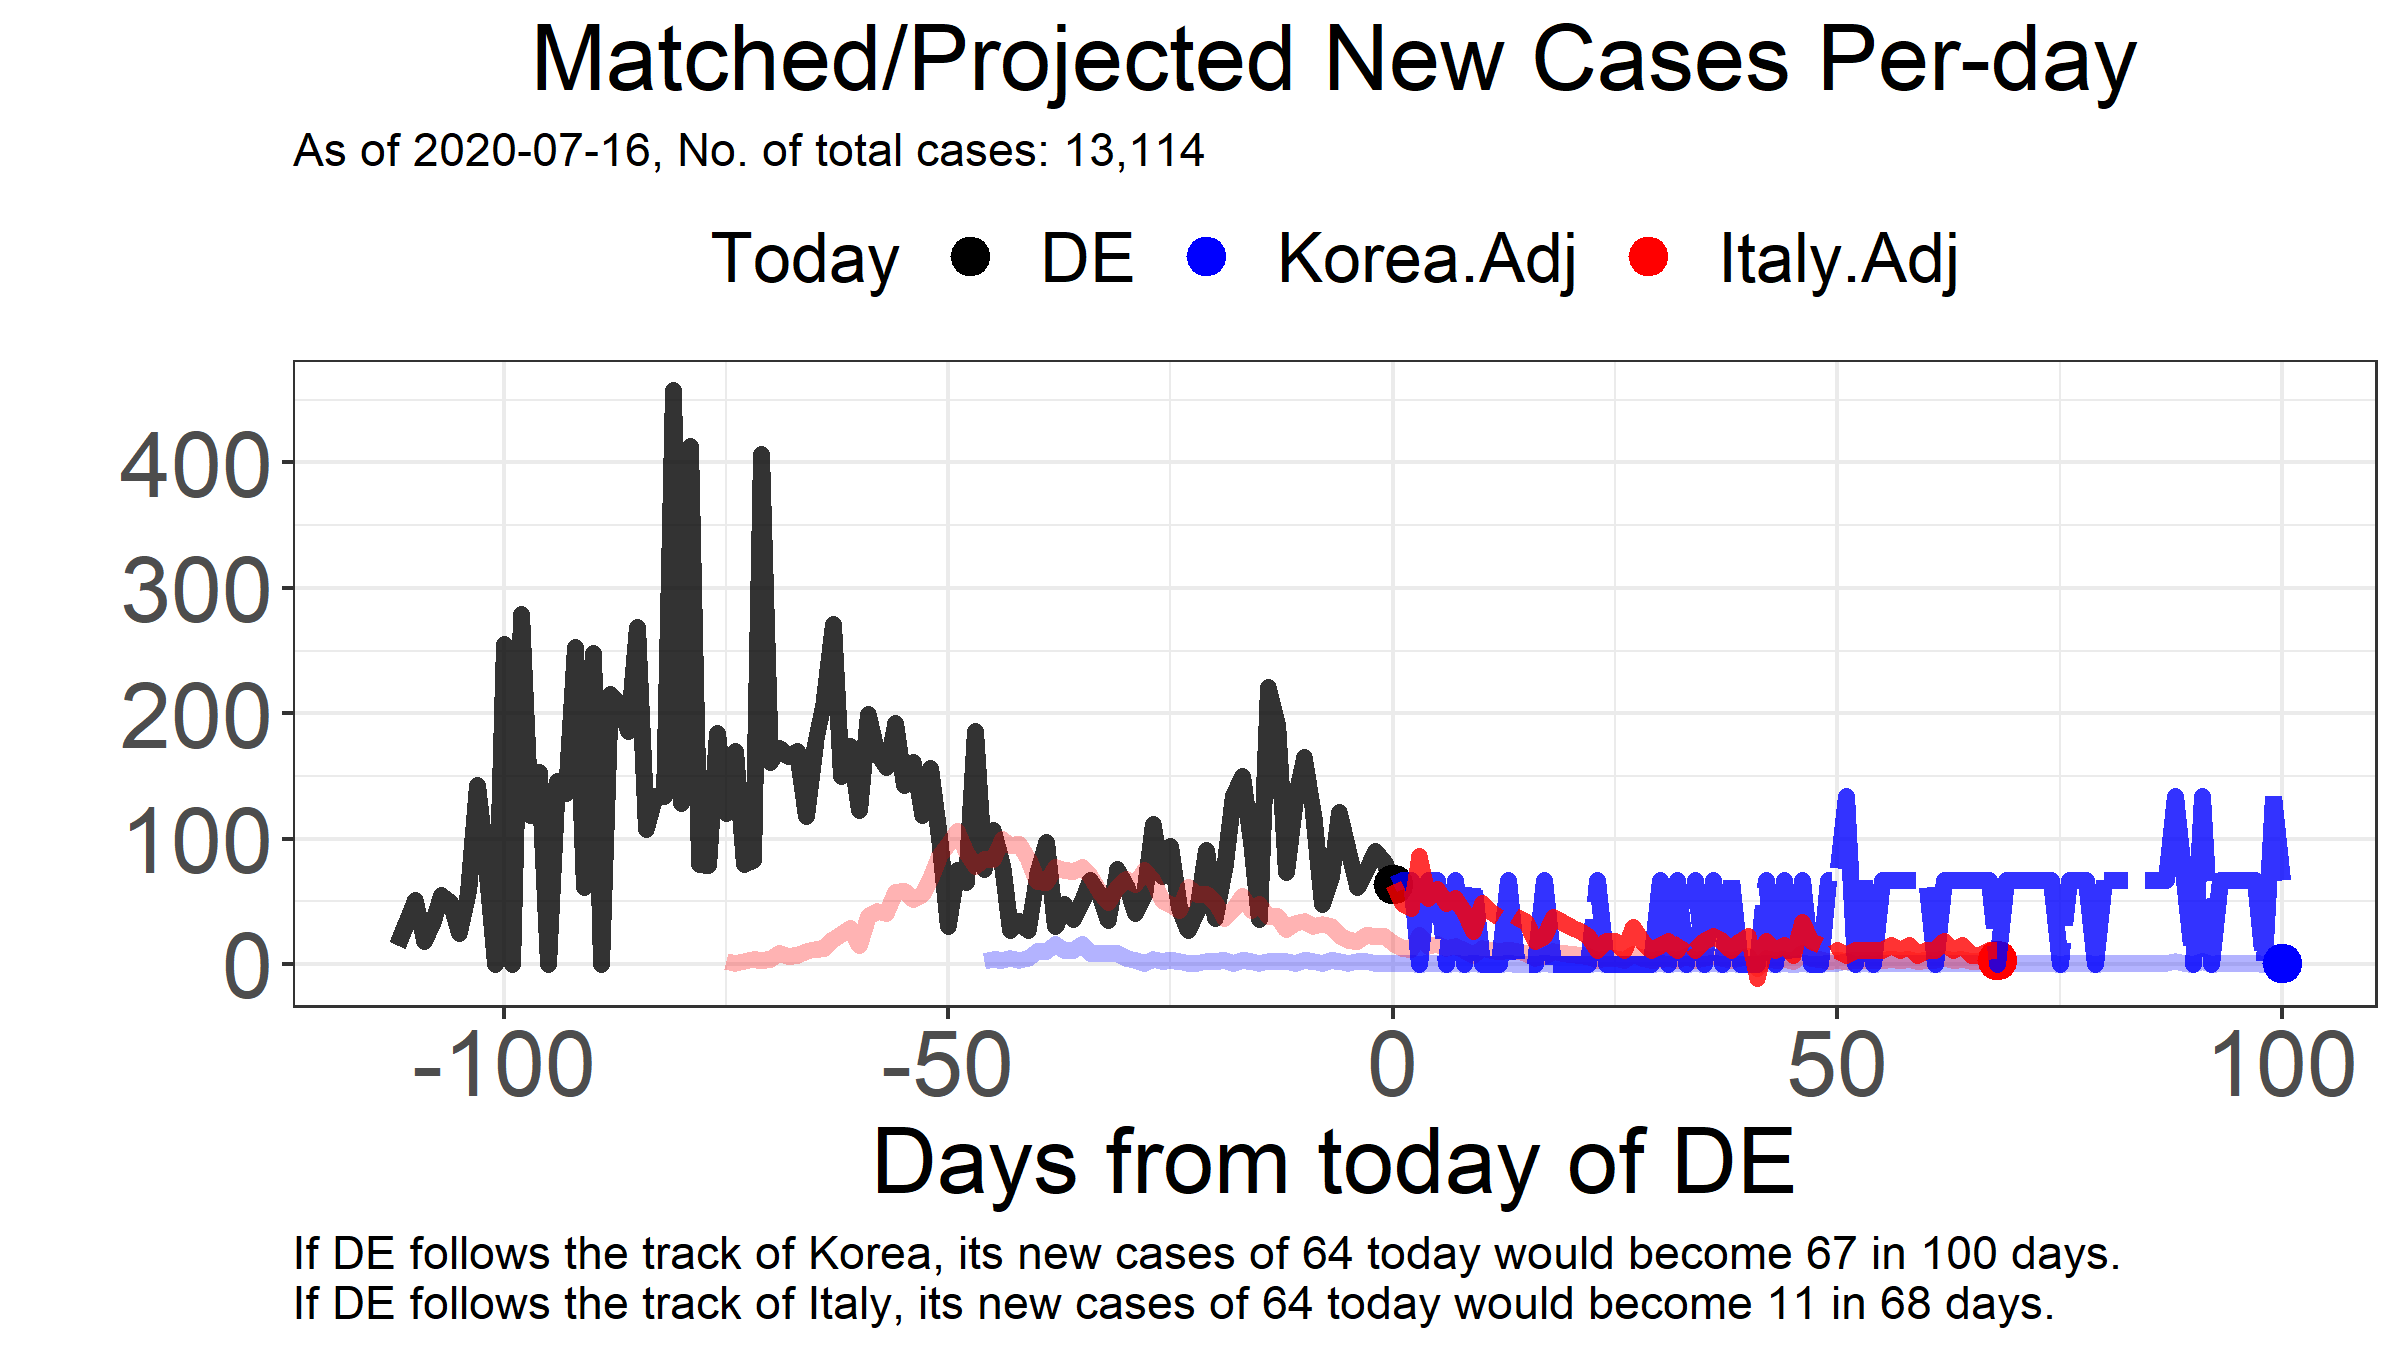 Matched/Projected New Cases Per-day
As of 2020-07-16, No. of total cases: 13,114
Today DE Korea.Adj Italy.Adj
400
300
200
100
0
-100 -50 0 50 100
Days from today of DE
If DE follows the track of Korea, its new cases of 64 today would become 67 in 100 days.
If DE follows the track of Italy, its new cases of 64 today would become 11 in 68 days.